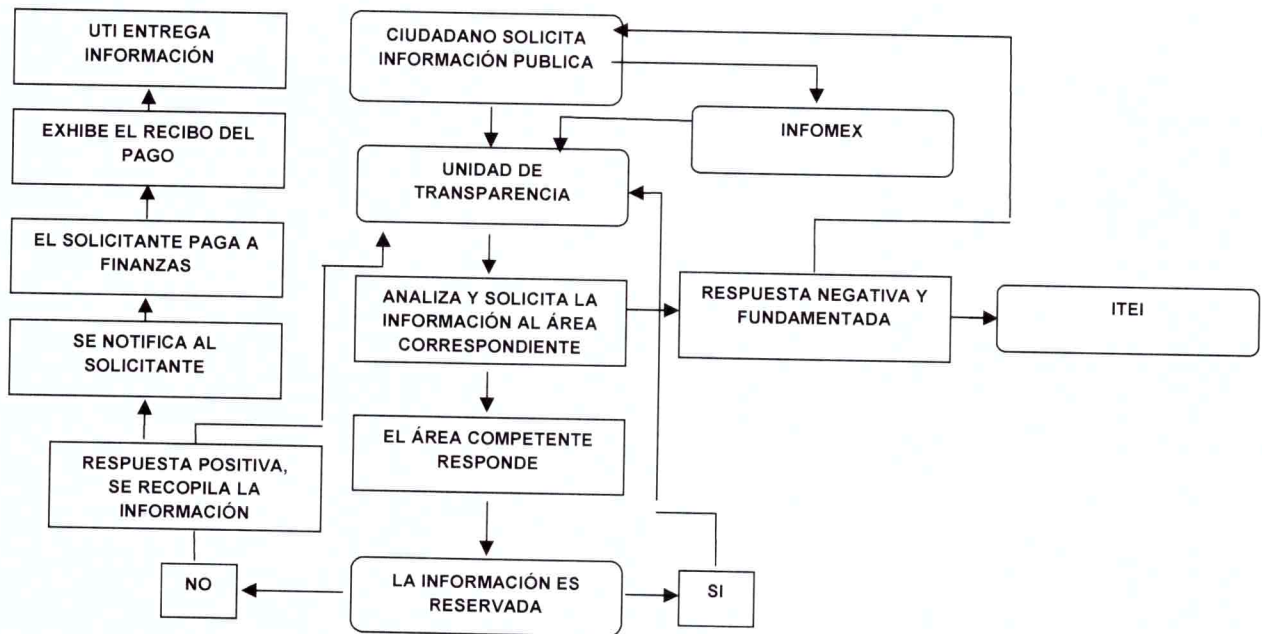 UTI ENTREGA
INFORMACIÓN
EXHIBE EL RECIBO DEL
PAGO
EL SOLICITANTE PAGA A
FINANZAS
SE NOTIFICA AL
SOLICITANTE
RESPUESTA POSITIVA,
SE RECOPILA LA
INFORMACIÓN
NO
CIUDADANO SOLICITA
INFORMACIÓN PUBLICA
INFOMEX
UNIDAD DE
TRANSPARENCIA
ANALIZA Y SOLICITA LA
INFORMACIÓN AL ÁREA
CORRESPONDIENTE
RESPUESTA NEGATIVA Y
FUNDAMENTADA
ITEI
EL ÁREA COMPETENTE
RESPONDE
LA INFORMACIÓN ES
RESERVADA
SI